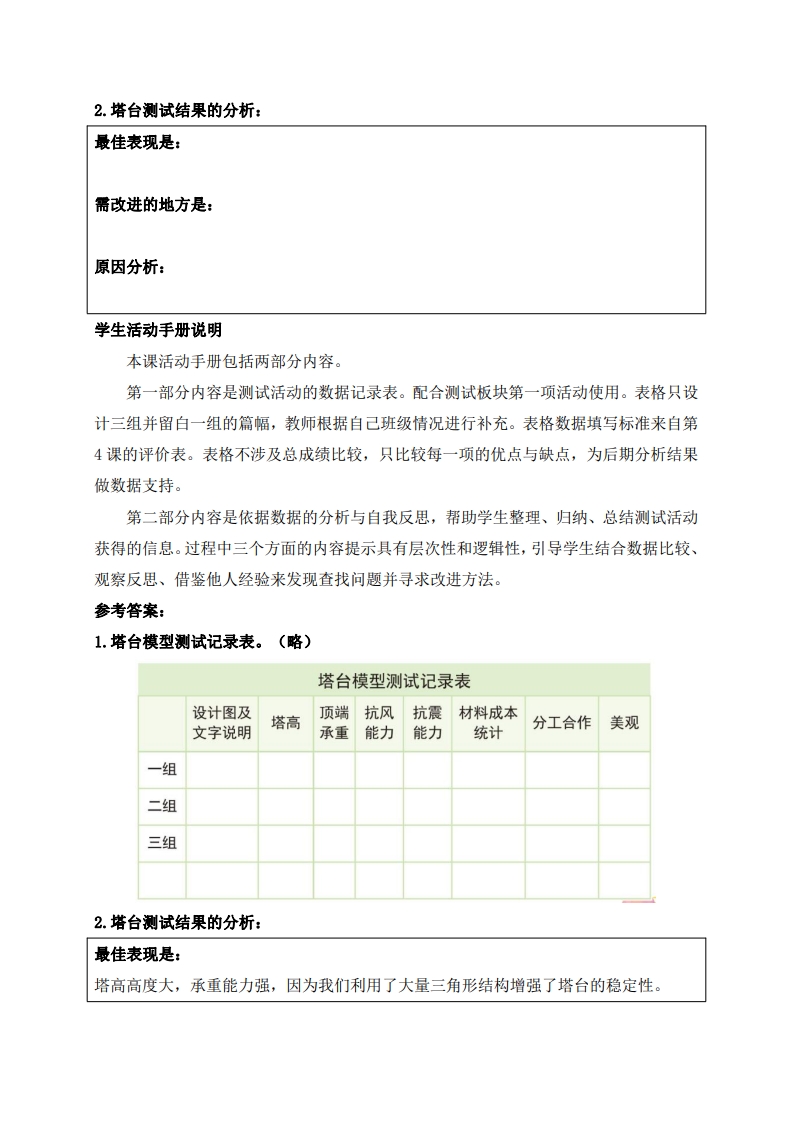 2.塔台测试结果的分析：
最佳表现是：
需改进的地方是：
原因分析：
学生活动手册说明
本课活动手册包括两部分内容。
第一部分内容是测试活动的数据记录表。配合测试板块第一项活动使用。表格只设
计三组并留白一组的篇幅，教师根据自己班级情况进行补充。表格数据填写标准来自第
4 课的评价表。表格不涉及总成绩比较，只比较每一项的优点与缺点，为后期分析结果
做数据支持。
第二部分内容是依据数据的分析与自我反思，帮助学生整理、归纳、总结测试活动
获得的信息。过程中三个方面的内容提示具有层次性和逻辑性，引导学生结合数据比较、
观察反思、借鉴他人经验来发现查找问题并寻求改进方法。
参考答案：
1.塔台模型测试记录表。（略）
塔台模型测试记录表
设计图及 顶端 抗风 抗震 材料成本
塔高 分工合作 美观
文字说明 承重 能力 能力 统计
一组
二组
三组
2.塔台测试结果的分析：
最佳表现是：
塔高高度大，承重能力强，因为我们利用了大量三角形结构增强了塔台的稳定性。